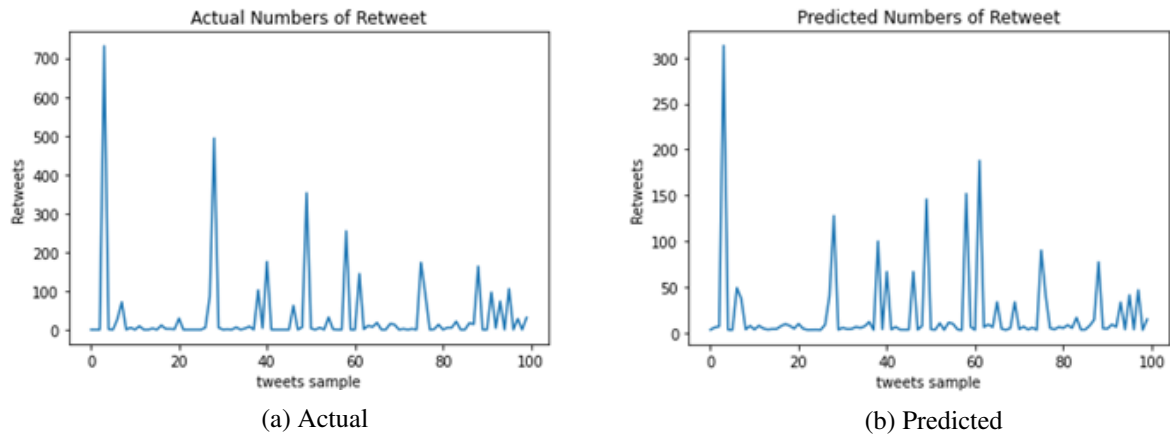 Actual Numbers of Retweet
700
600
500
400
300
200
100
0
Retweets
0 20 40 60 80 100
tweets sample
(a) Actual
Predicted Numbers of Retweet
300
250
200
150
100
50
0
Retweets
0 20 40 60 80 100
tweets sample
(b) Predicted